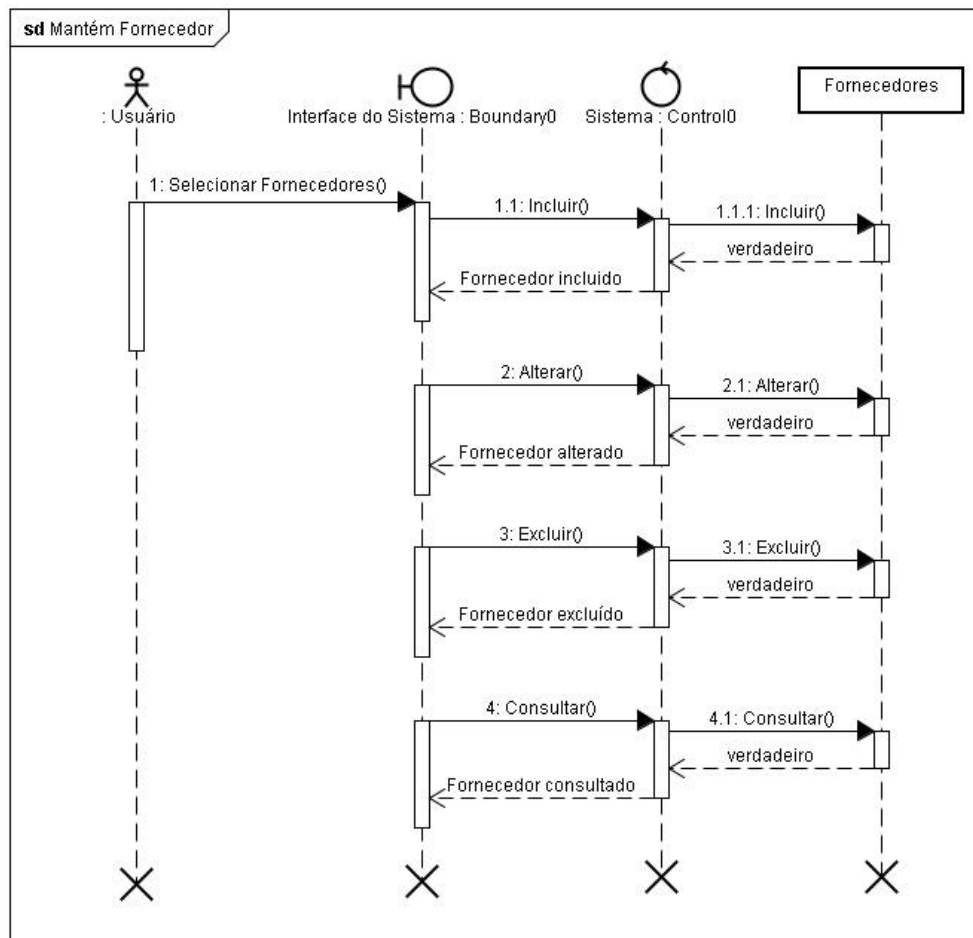 sd Mantém Fornecedor
: Usuário
Interface do Sistema : Boundary0
Sistema : Control0
Fornecedores
1: Selecionar Fornecedores()
1.1: Incluir()
1.1.1: Incluir()
verdadeiro
Fornecedor incluido
2: Alterar()
2.1: Alterar()
verdadeiro
Fornecedor alterado
3: Excluir()
3.1: Excluir()
verdadeiro
Fornecedor excluído
4: Consultar()
4.1: Consultar()
verdadeiro
Fornecedor consultado